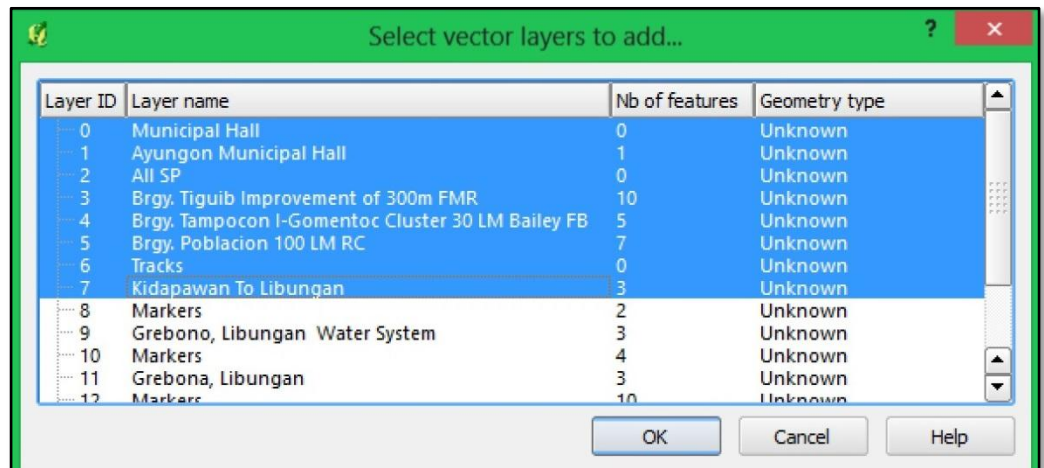 Select vector layers to add...
?
Layer ID Layer name Nb of features Geometry type
0 Municipal Hall 0 Unknown
1 Ayungon Municipal Hall 1 Unknown
2 All SP 0 Unknown
3 Brgy. Tiguib Improvement of 300m FMR 10 Unknown
4 Brgy. Tampocon I-Gomentoc Cluster 30 LM Bailey FB 5 Unknown
5 Brgy. Poblacion 100 LM RC 7 Unknown
6 Tracks 0 Unknown
7 Kidapawan To Libungan 3 Unknown
8 Markers 2 Unknown
9 Grebono, Libungan  Water System 3 Unknown
10 Markers 4 Unknown
11 Grebona, Libungan 3 Unknown
12 Markers 10 Unknown
OK Cancel Help